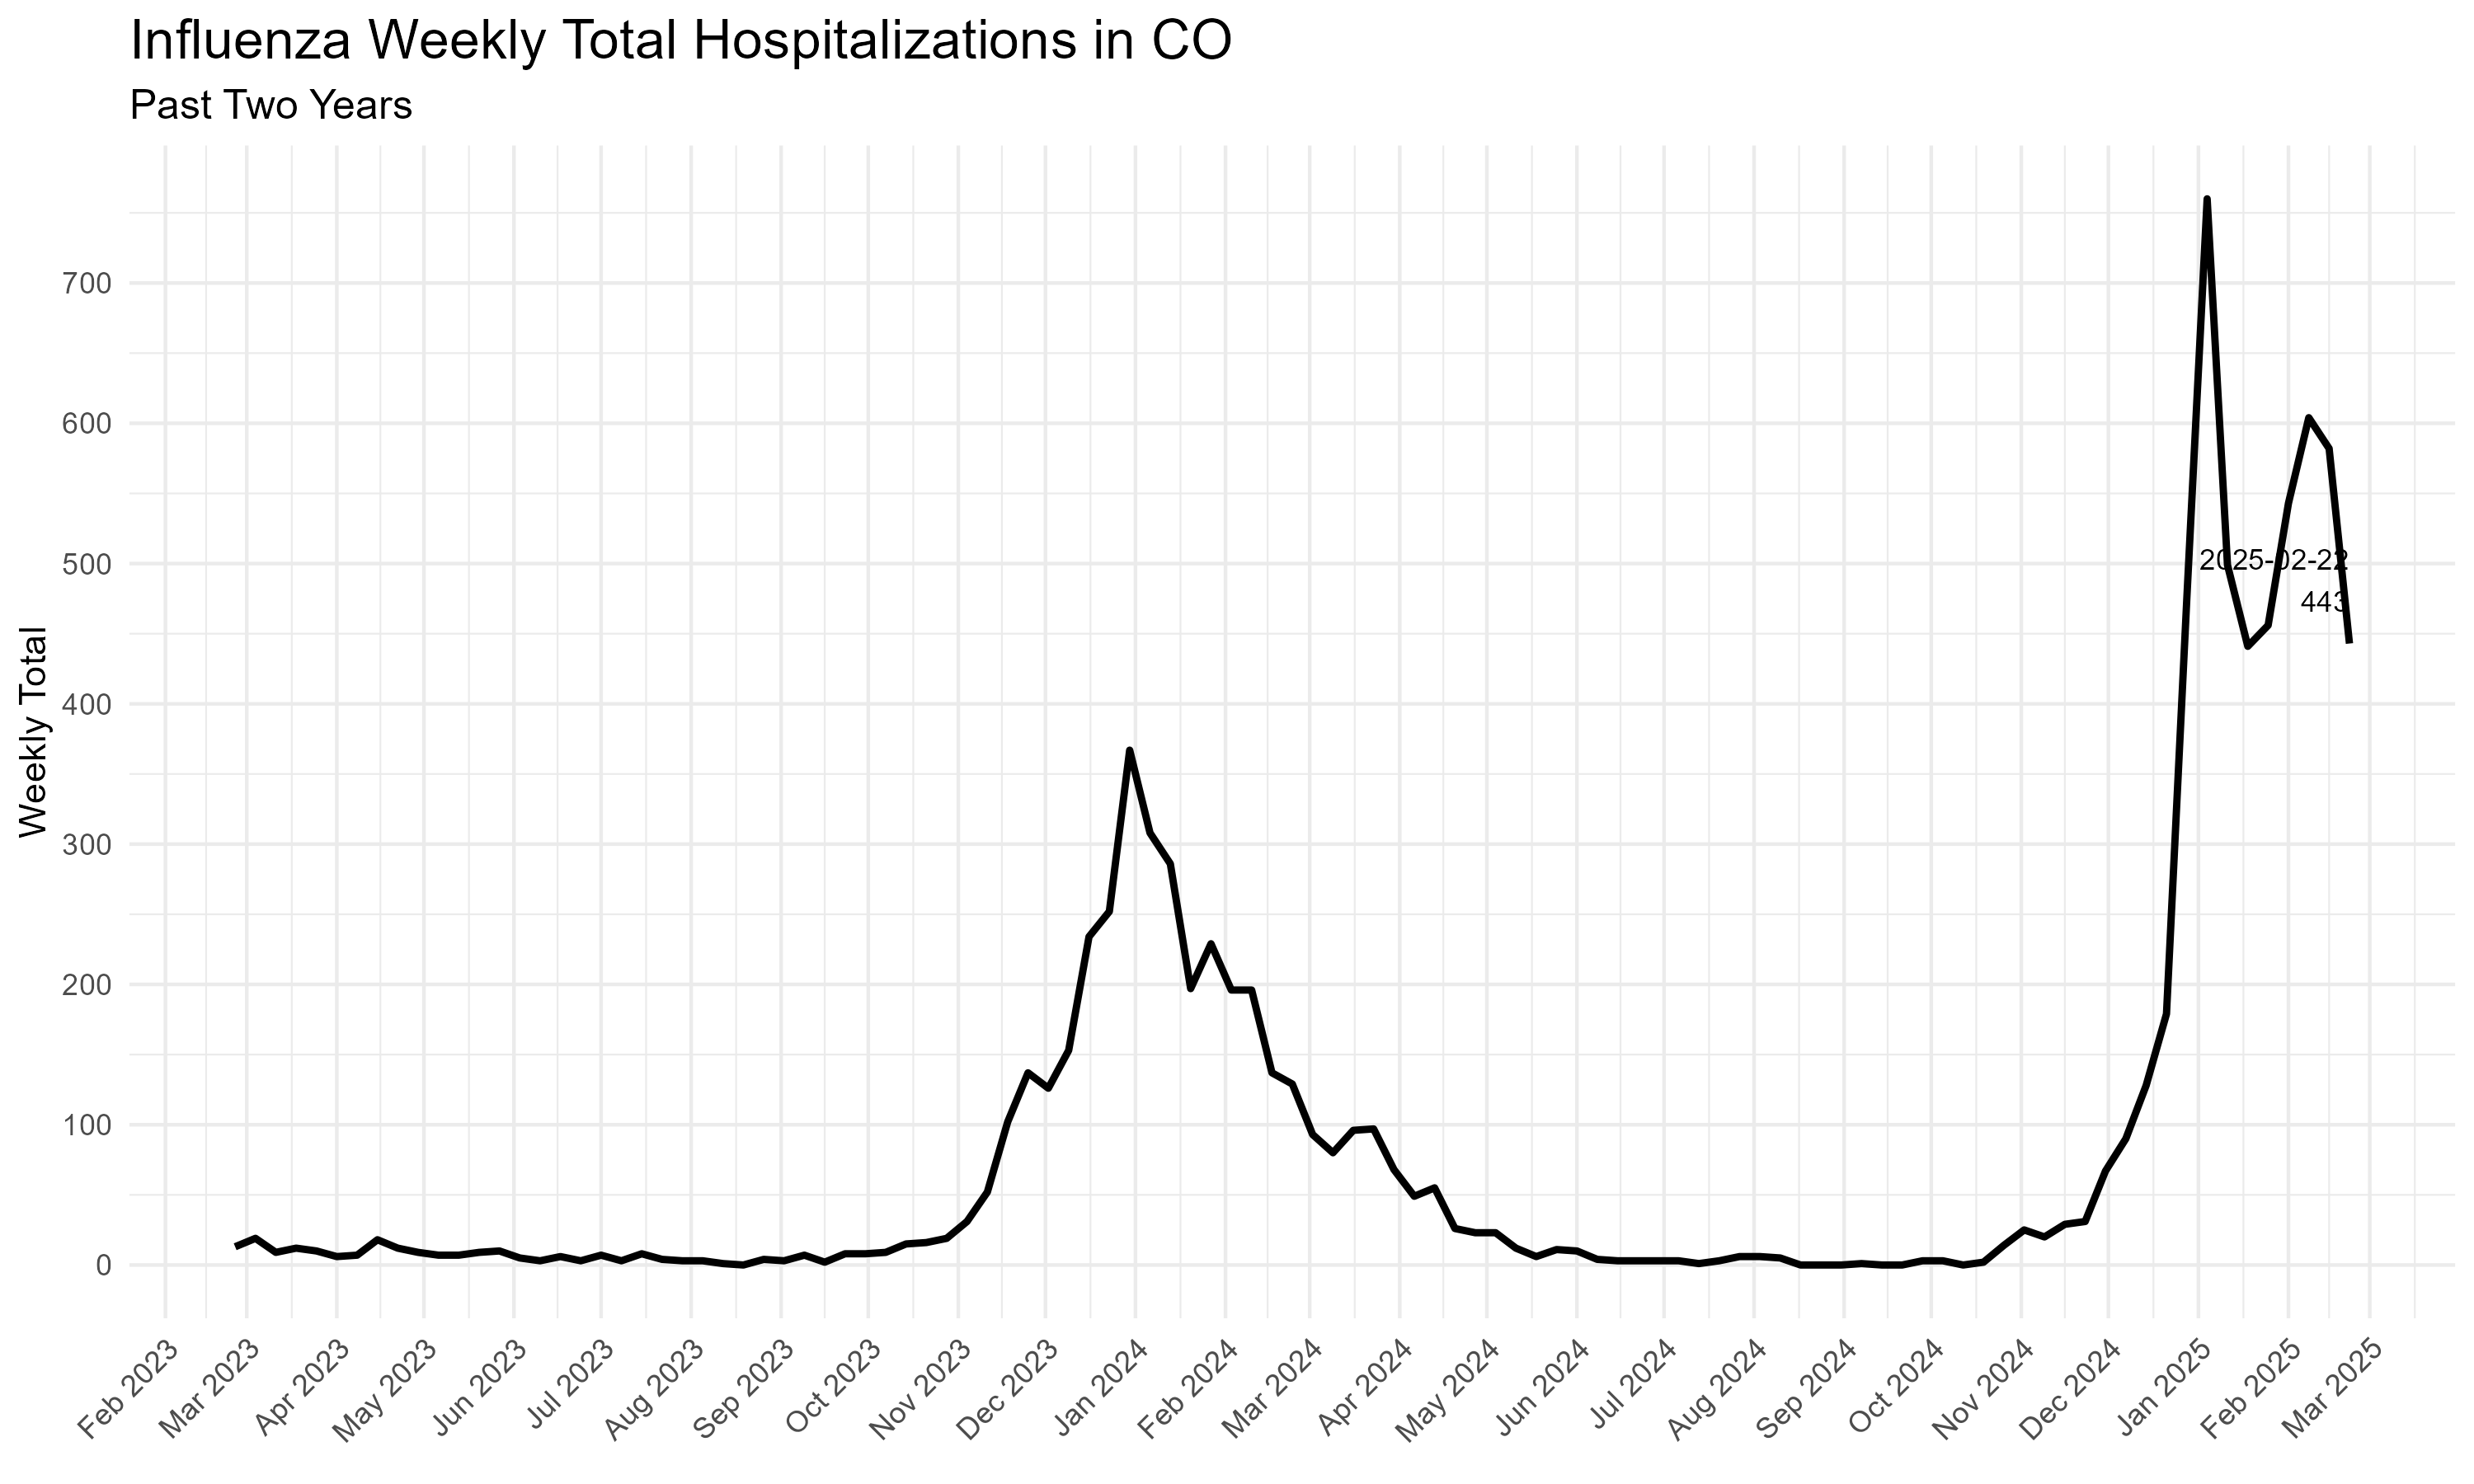 Influenza Weekly Total Hospitalizations in CO
Past Two Years
Weekly Total
700
600
500
400
300
200
100
0
2025-02-22
443
Feb 2023
Mar 2023
Apr 2023
May 2023
Jun 2023
Jul 2023
Aug 2023
Sep 2023
Oct 2023
Nov 2023
Dec 2023
Jan 2024
Feb 2024
Mar 2024
Apr 2024
May 2024
Jun 2024
Jul 2024
Aug 2024
Sep 2024
Oct 2024
Nov 2024
Dec 2024
Jan 2025
Feb 2025
Mar 2025